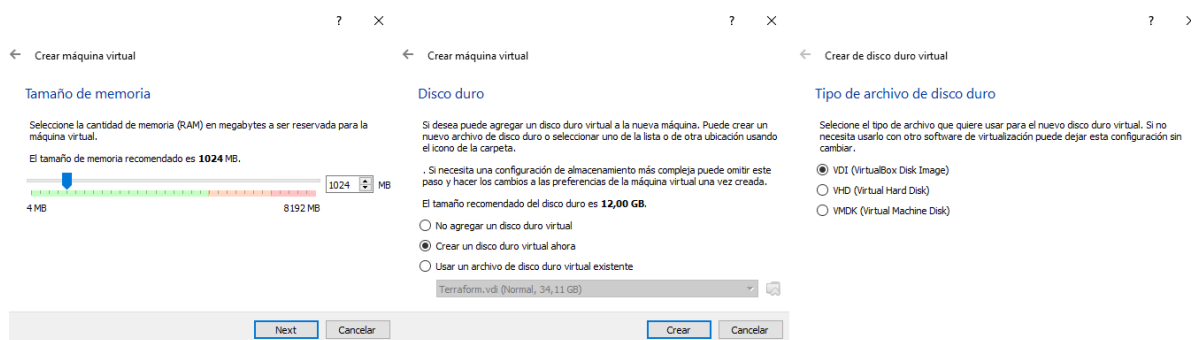 ? ×
← Crear máquina virtual
Tamaño de memoria
Seleccione la cantidad de memoria (RAM) en megabytes a ser reservada para la
máquina virtual.
El tamaño de memoria recomendado es 1024 MB.
1024 MB
4 MB 8192 MB
Next Cancelar
? ×
← Crear máquina virtual
Disco duro
Si desea puede agregar un disco duro virtual a la nueva máquina. Puede crear un
nuevo archivo de disco duro o seleccionar uno de la lista o de otra ubicación usando
el icono de la carpeta.
. Si necesita una configuración de almacenamiento más compleja puede omitir este
paso y hacer los cambios a las preferencias de la máquina virtual una vez creada.
El tamaño recomendado del disco duro es 12,00 GB.
No agregar un disco duro virtual
Crear un disco duro virtual ahora
Usar un archivo de disco duro virtual existente
Terraform.vdi (Normal, 34,11 GB)
Crear Cancelar
? ×
← Crear de disco duro virtual
Tipo de archivo de disco duro
Selecione el tipo de archivo que quiere usar para el nuevo disco duro virtual. Si no
necesita usarlo con otro software de virtualización puede dejar esta configuración sin
cambiar.
VDI (VirtualBox Disk Image)
VHD (Virtual Hard Disk)
VMDK (Virtual Machine Disk)